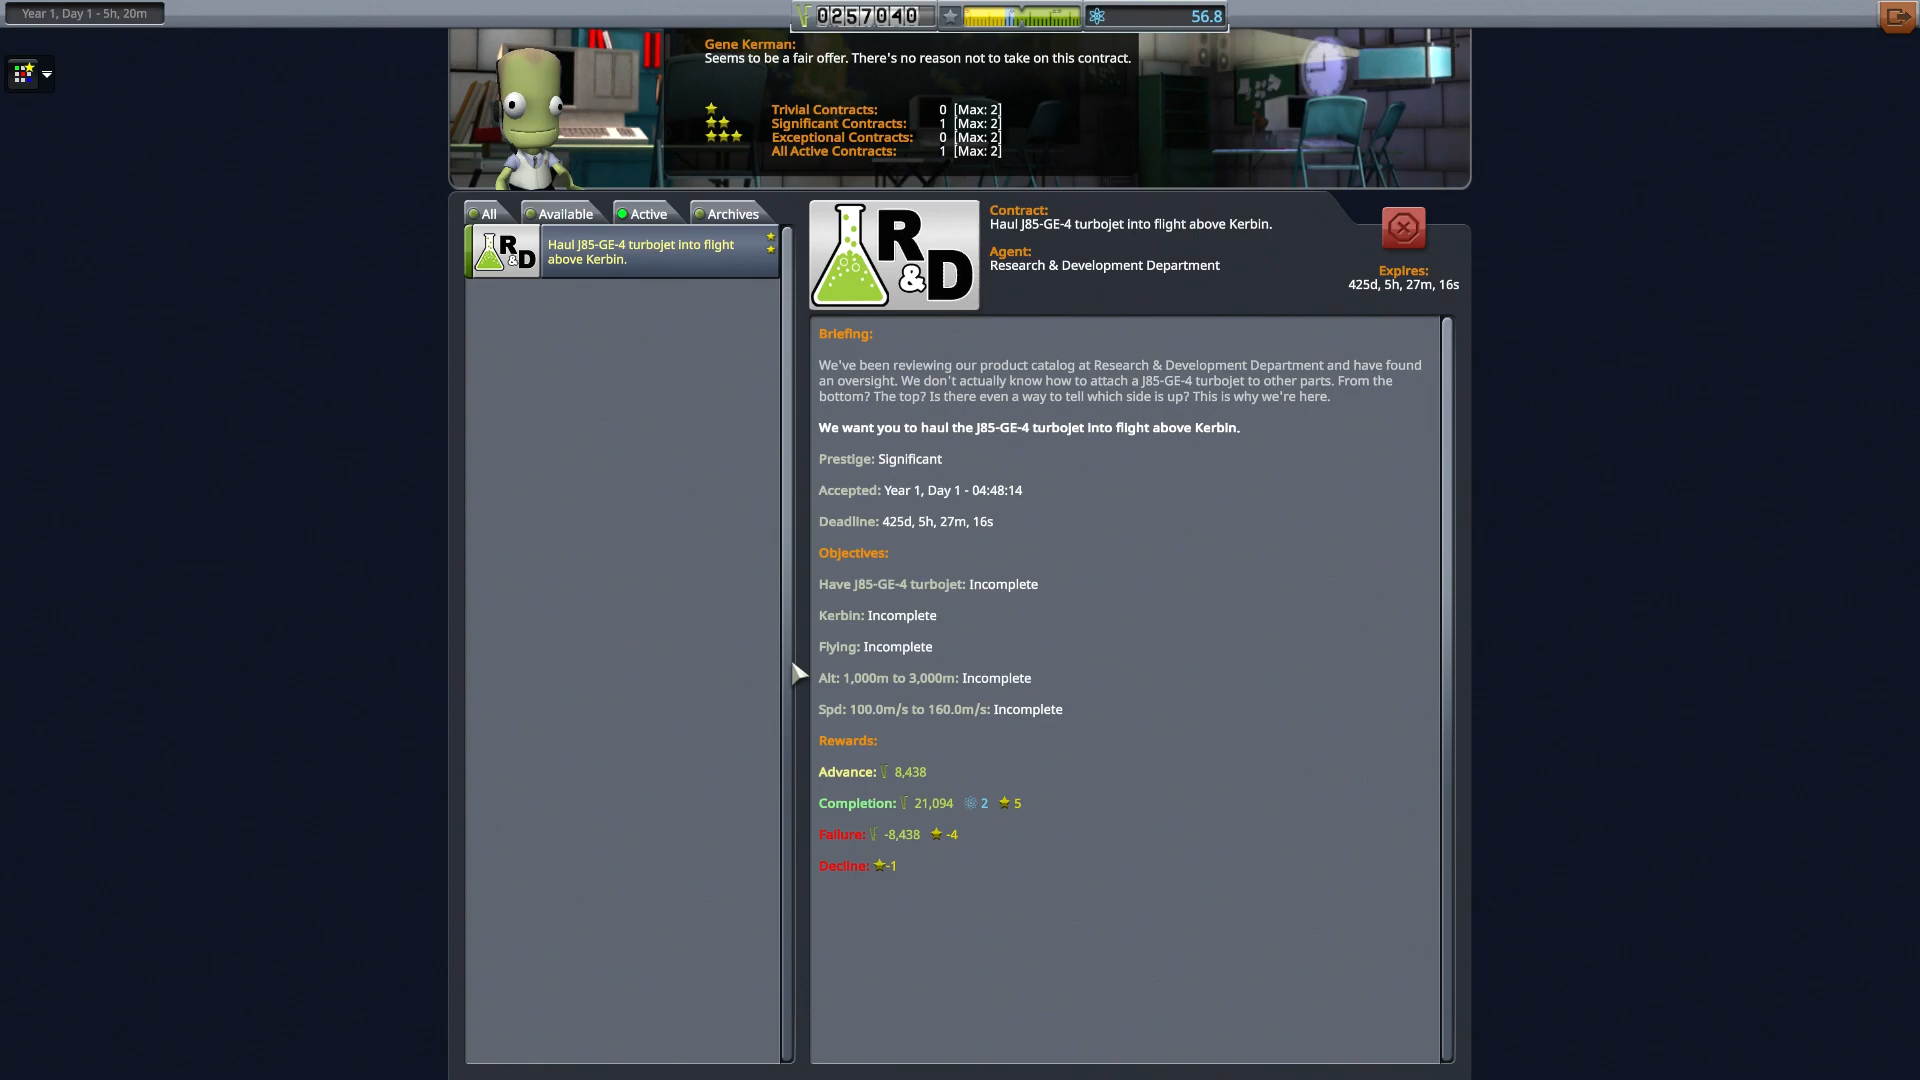 Year 1, Day 1 - 5h, 20m
0257040
56.8
Gene Kerman:
Seems to be a fair offer. There's no reason not to take on this contract.
Trivial Contracts: 0 [Max: 2]
Significant Contracts: 1 [Max: 2]
Exceptional Contracts: 0 [Max: 2]
All Active Contracts: 1 [Max: 2]
All
Available
Active
Archives
R&D
Haul J85-GE-4 turbojet into flight
above Kerbin.
R&D
Contract:
Haul J85-GE-4 turbojet into flight above Kerbin.
Agent:
Research & Development Department
Expires:
425d, 5h, 27m, 16s
Briefing:
We've been reviewing our product catalog at Research & Development Department and have found
an oversight. We don't actually know how to attach a J85-GE-4 turbojet to other parts. From the
bottom? The top? Is there even a way to tell which side is up? This is why we're here.
We want you to haul the J85-GE-4 turbojet into flight above Kerbin.
Prestige: Significant
Accepted: Year 1, Day 1 - 04:48:14
Deadline: 425d, 5h, 27m, 16s
Objectives:
Have J85-GE-4 turbojet: Incomplete
Kerbin: Incomplete
Flying: Incomplete
Alt: 1,000m to 3,000m: Incomplete
Spd: 100.0m/s to 160.0m/s: Incomplete
Rewards:
Advance: 8,438
Completion: 21,094 2 5
Failure: -8,438 -4
Decline: -1